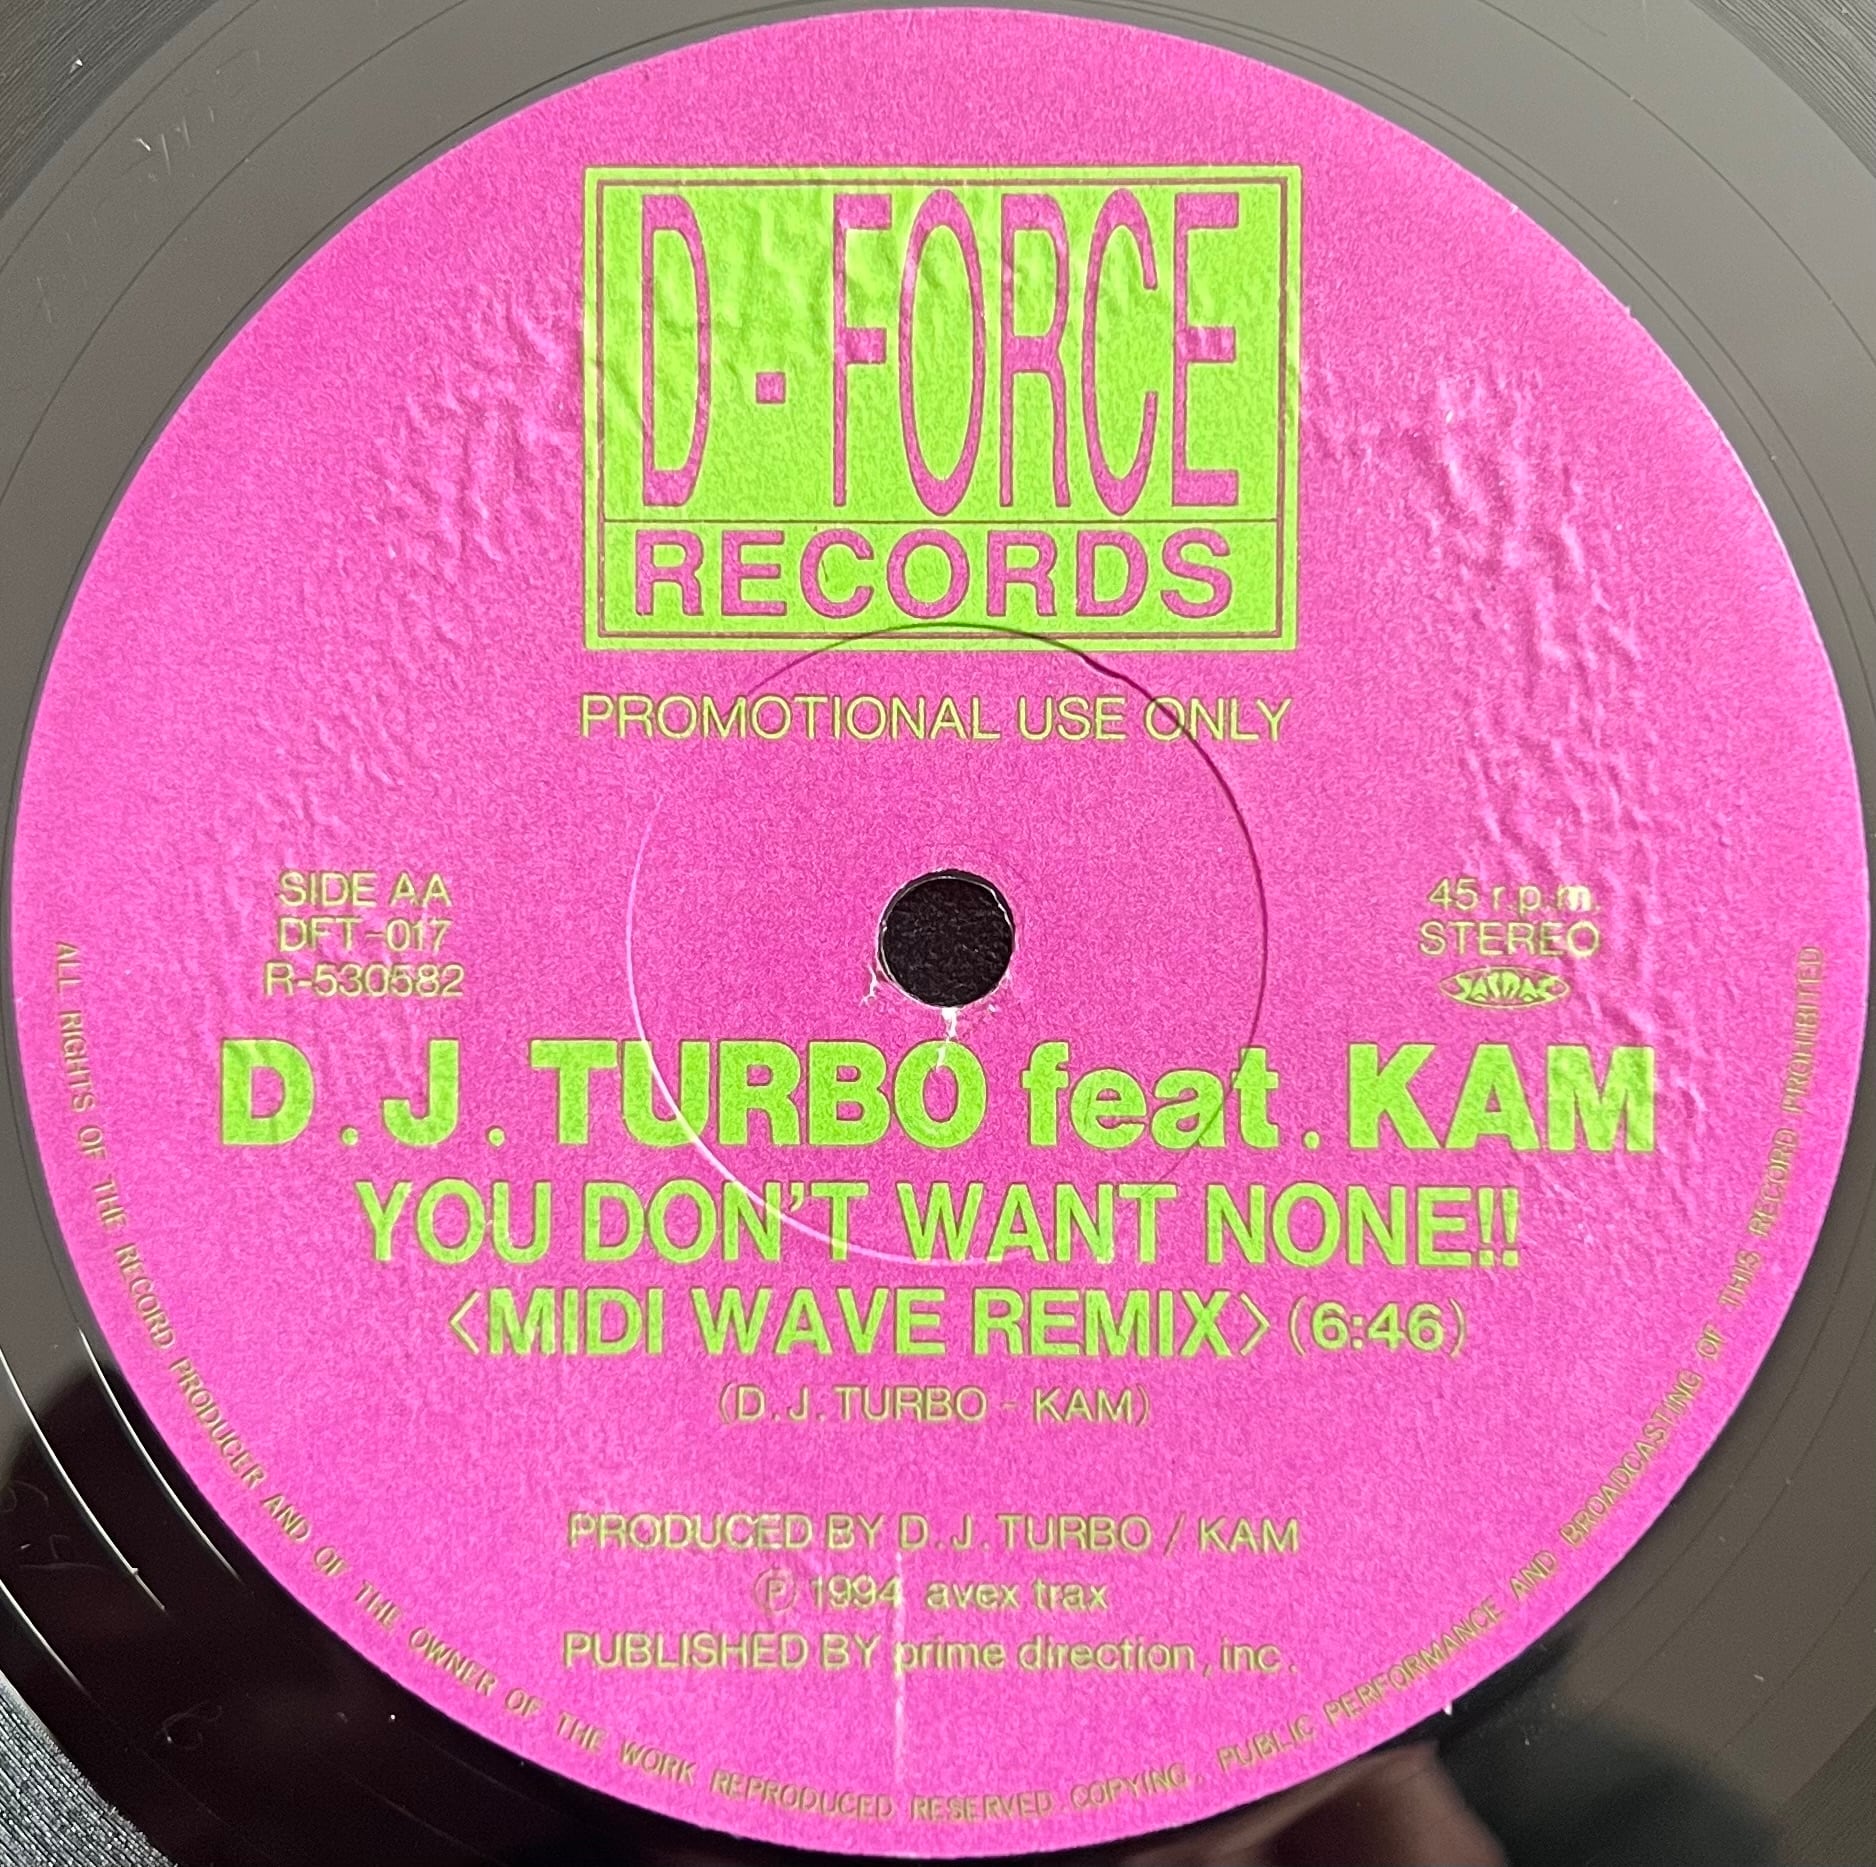 D·FORCE
RECORDS
PROMOTIONAL USE ONLY
SIDE AA
DFT-017
R-530582
45 r.p.m.
STEREO
JASRAC
D.J.TURBO feat.KAM
YOU DON'T WANT NONE!!
<MIDI WAVE REMIX> (6:46)
(D.J.TURBO - KAM)
PRODUCED BY D.J.TURBO / KAM
Ⓟ 1994 avex trax
PUBLISHED BY prime direction, inc.
ALL RIGHTS OF THE RECORD PRODUCER AND OF THE OWNER OF THE WORK REPRODUCED RESERVED COPYING, PUBLIC PERFORMANCE AND BROADCASTING OF THIS RECORD PROHIBITED